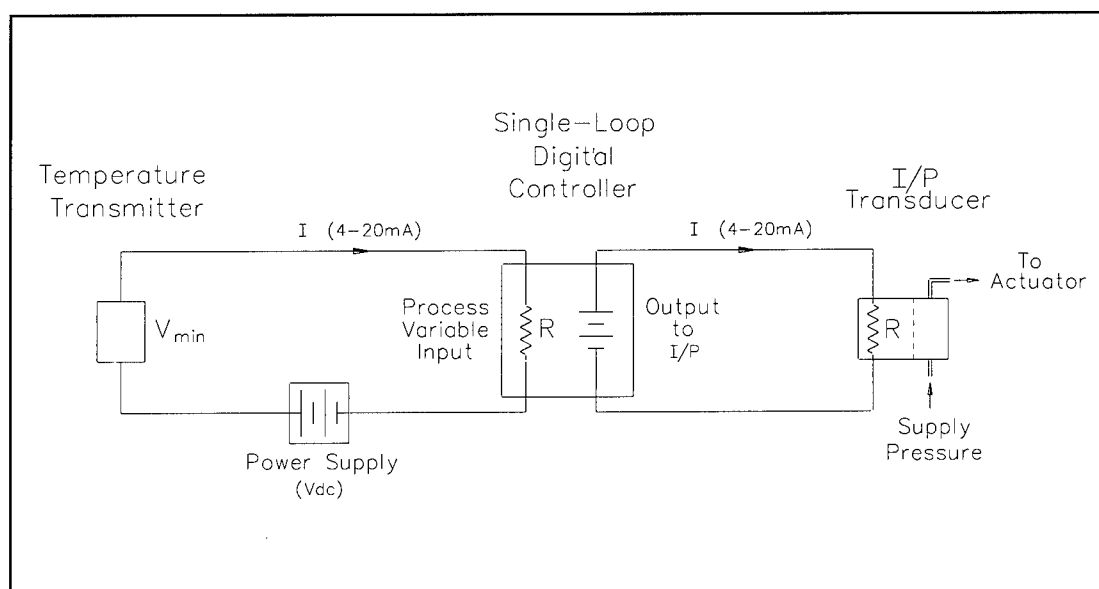 Single-Loop
Digital
Controller
Temperature
Transmitter
I/P
Transducer
I (4-20mA)
I (4-20mA)
To
Actuator
Vmin
Process
Variable
Input
R
Output
to
I/P
R
Supply
Pressure
Power Supply
(Vdc)